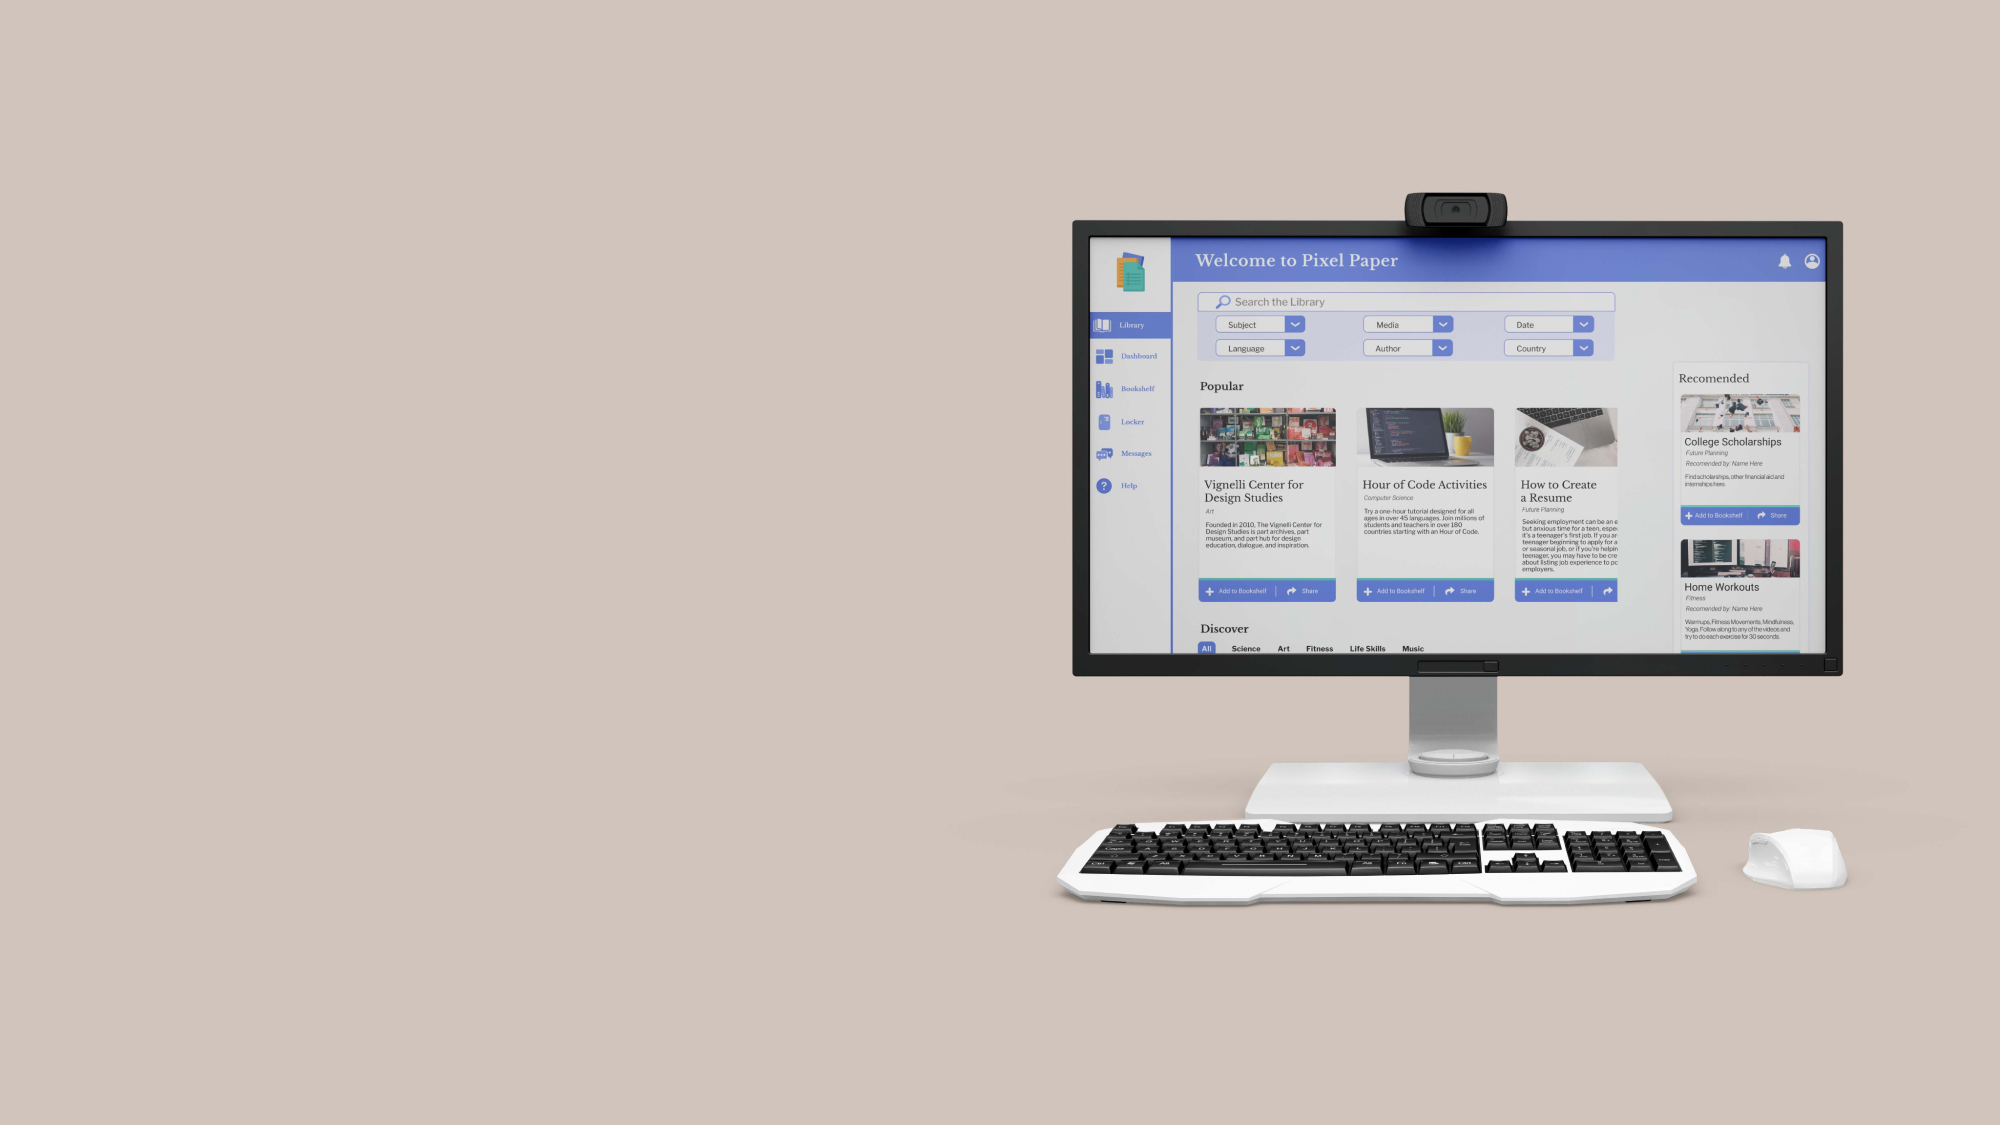 Welcome to Pixel Paper
Library
Dashboard
Bookshelf
Locker
Messages
Help
Search the Library
Subject
Media
Date
Language
Author
Country
Popular
Vignelli Center for
Design Studies
Art
Founded in 2010, The Vignelli Center for
Design Studies is part archives, part
museum, and part hub for design
education, dialogue, and inspiration.
Add to Bookshelf
Share
Hour of Code Activities
Computer Science
Try a one-hour tutorial designed for all
ages in over 45 languages. Join millions of
students and teachers in over 180
countries starting with an Hour of Code.
Add to Bookshelf
Share
How to Create
a Resume
Future Planning
Seeking employment can be an e
but anxious time for a teen, espe
it's a teenager's first job. If you ar
teenager beginning to apply for a
or seasonal job, or if you're helpin
teenager, you may have to be cre
about listing job experience to po
employers.
Add to Bookshelf
Recomended
College Scholarships
Future Planning
Recomended by: Name Here
Find scholarships, other financial aid and
internships here.
Add to Bookshelf
Share
Home Workouts
Fitness
Recomended by: Name Here
Warmups, Fitness Movements, Mindfulness,
Yoga. Follow along to any of the videos and
try to do each exercise for 30 seconds.
Discover
All
Science
Art
Fitness
Life Skills
Music